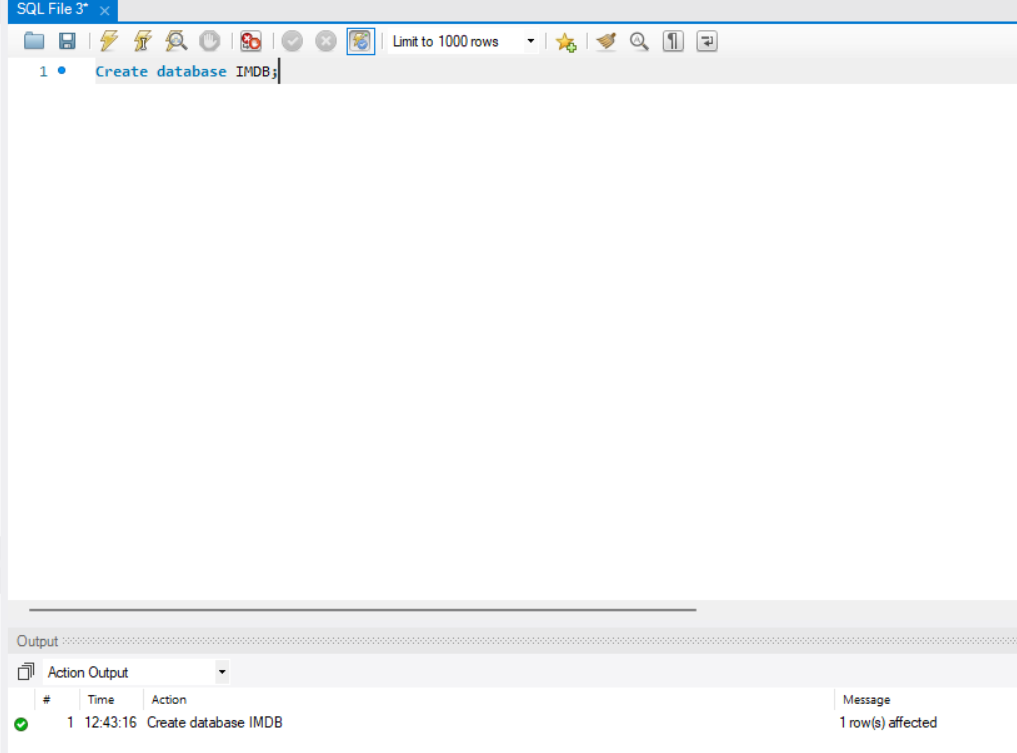 SQL File 3*
Limit to 1000 rows
1 Create database IMDB;
Output
Action Output
# Time Action Message
1 12:43:16 Create database IMDB 1 row(s) affected